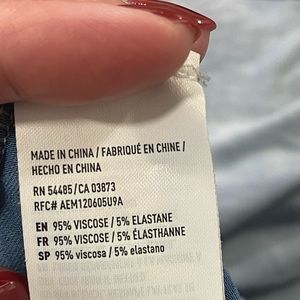 MADE IN CHINA / FABRIQUÉ EN CHINE /
HECHO EN CHINA
RN 54485/CA 03873
RFC# AEM120605U9A
EN 95% VISCOSE / 5% ELASTANE
FR 95% VISCOSE / 5% ÉLASTHANNE
SP 95% viscosa / 5% elastano